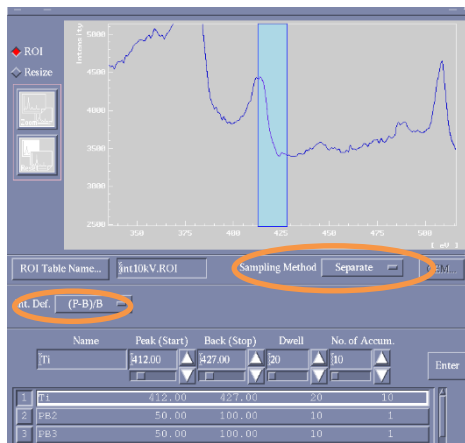 5000
Intensity
ROI
Resize
4500
4000
3500
3000
2500
350 375 400 425 450 475 500
[ eV ]
ROI Table Name... int10kV.ROI Sampling Method Separate
Int. Def. (P-B)/B
Name Peak (Start) Back (Stop) Dwell No. of Accum.
Ti 412.00 427.00 20 10 Enter
1 Ti 412.00 427.00 20 10
2 PB2 50.00 100.00 10 1
3 PB3 50.00 100.00 10 1